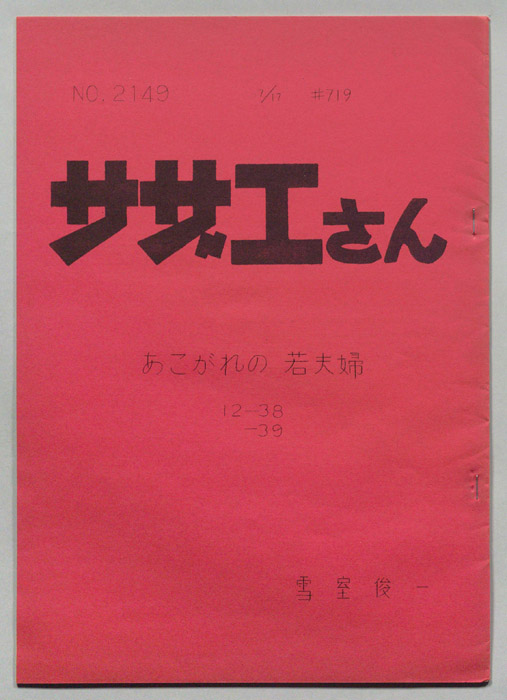 NO, 2149 7/17 #719
サザエさん
あこがれの 若夫婦
12-38
-39
雪室俊一